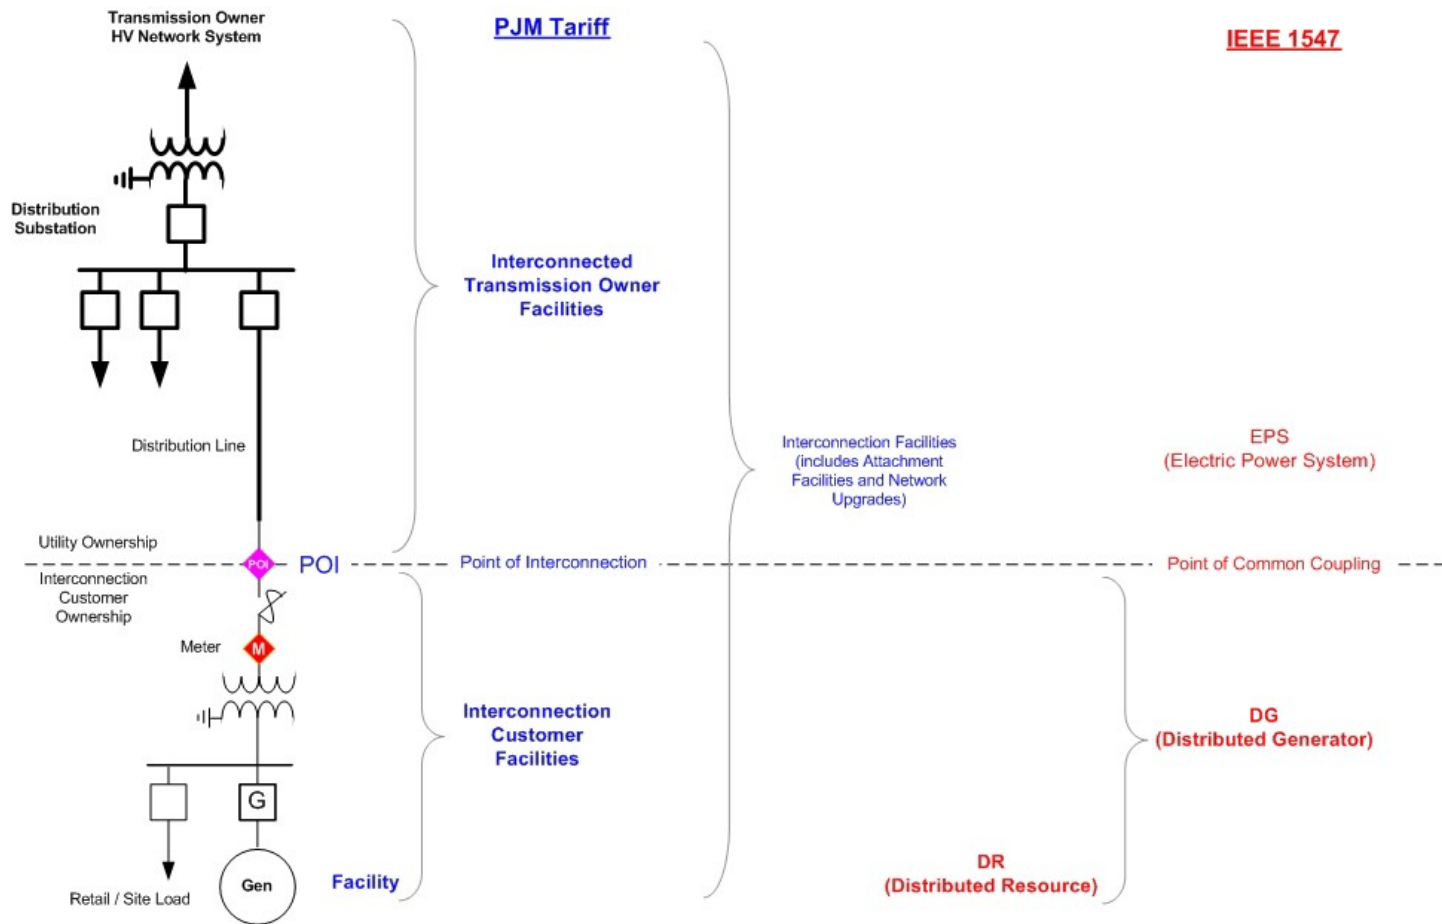 Transmission Owner
HV Network System
PJM Tariff
IEEE 1547
Distribution
Substation
Interconnected
Transmission Owner
Facilities
Distribution Line
Interconnection Facilities
(includes Attachment
Facilities and Network
Upgrades)
EPS
(Electric Power System)
Utility Ownership
POI
POI
Point of Interconnection
Point of Common Coupling
Interconnection
Customer
Ownership
Meter
M
Interconnection
Customer
Facilities
DG
(Distributed Generator)
G
Gen
Facility
DR
(Distributed Resource)
Retail / Site Load